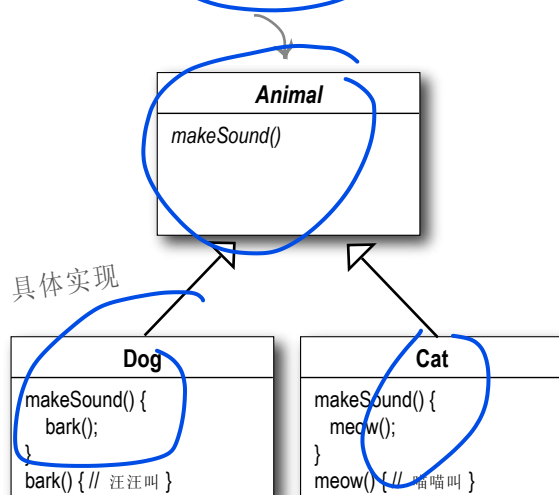 Animal
makeSound()
具体实现
Dog
makeSound() {
bark();
}
bark() { // 汪汪叫 }
Cat
makeSound() {
meow();
}
meow() { // 喵喵叫 }